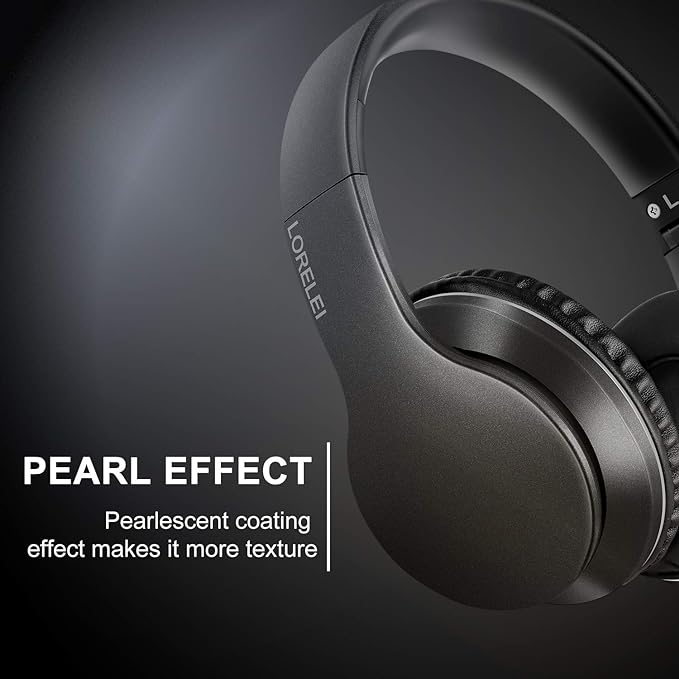 LORELEI
L
PEARL EFFECT
Pearlescent coating
effect makes it more texture